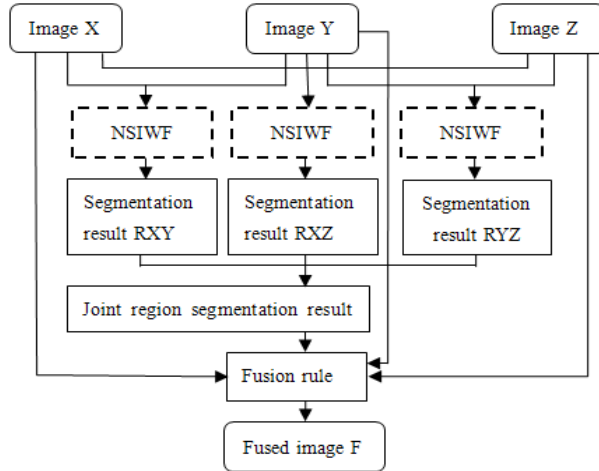 Image X
Image Y
Image Z
NSIWF
NSIWF
NSIWF
Segmentation
result RXY
Segmentation
result RXZ
Segmentation
result RYZ
Joint region segmentation result
Fusion rule
Fused image F